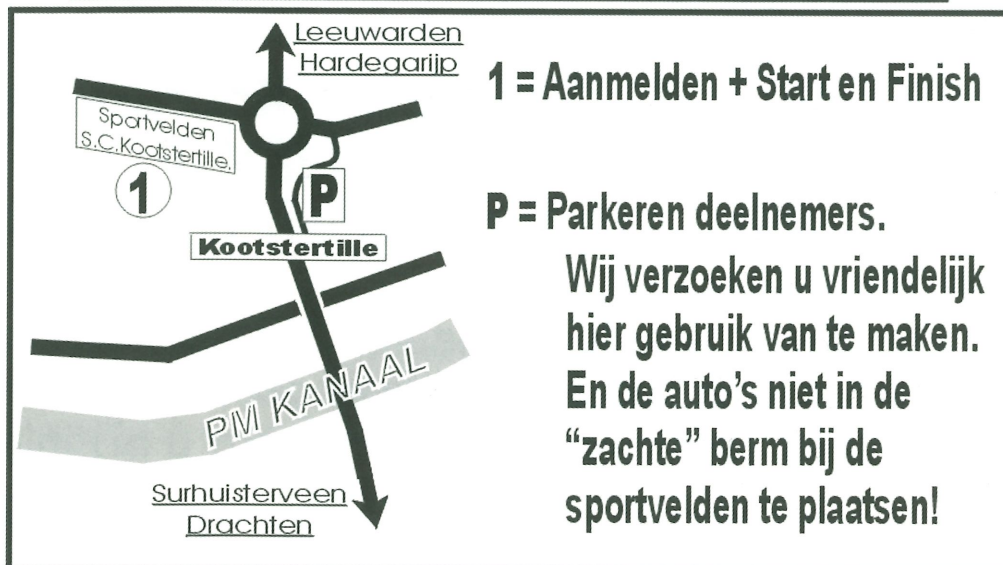 Leeuwarden
Hardegarijp
Sportvelden
S.C.Kootstertille.
1
P
Kootstertille
PM KANAAL
Surhuisterveen
Drachten
1 = Aanmelden + Start en Finish
P = Parkeren deelnemers.
Wij verzoeken u vriendelijk
hier gebruik van te maken.
En de auto's niet in de
“zachte” berm bij de
sportvelden te plaatsen!